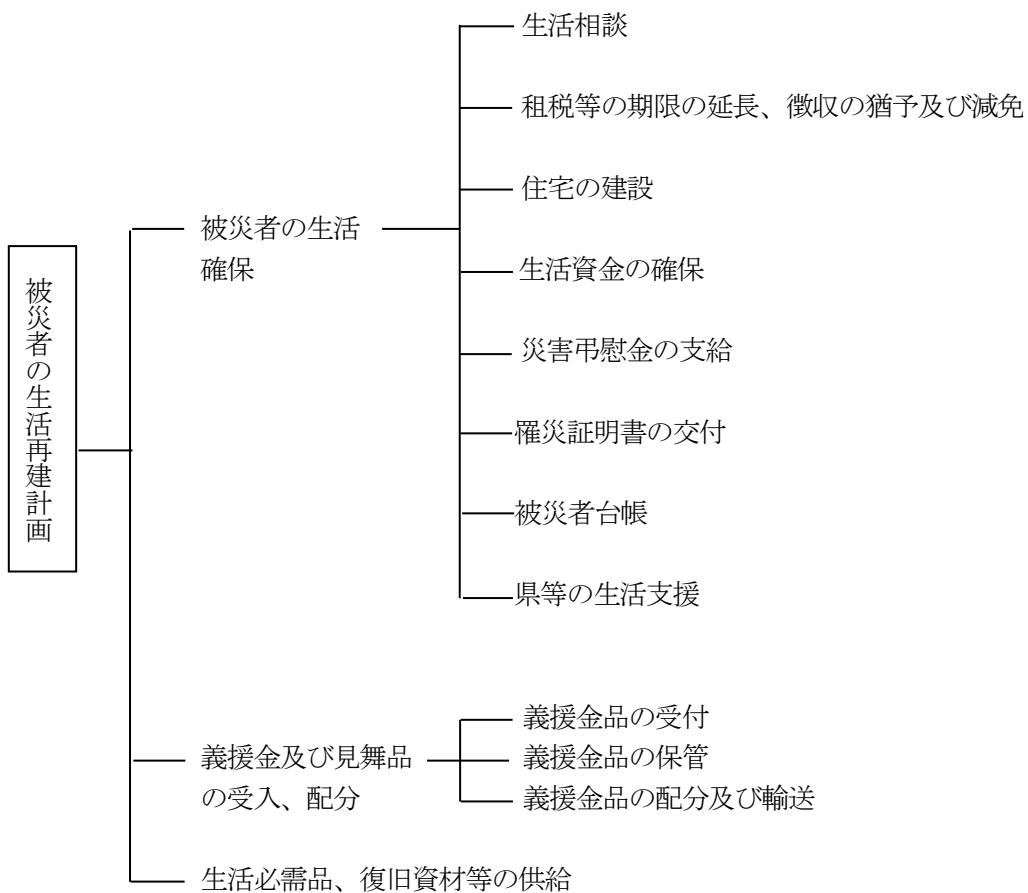 被災者の生活再建計画
被災者の生活
確保
生活相談
租税等の期限の延長、徴収の猶予及び減免
住宅の建設
生活資金の確保
災害弔慰金の支給
罹災証明書の交付
被災者台帳
県等の生活支援
義援金及び見舞品
の受入、配分
義援金品の受付
義援金品の保管
義援金品の配分及び輸送
生活必需品、復旧資材等の供給